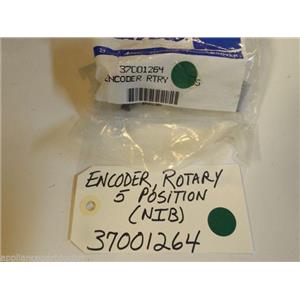 37001264
ENCODER RTRY
ENCODER, ROTARY
5 POSITION
(NIB)
37001264